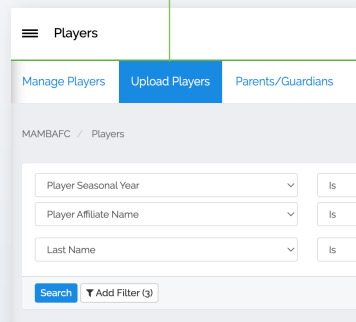 Players
Manage Players Upload Players Parents/Guardians
MAMBAFC / Players
Player Seasonal Year Is
Player Affiliate Name Is
Last Name Is
Search Add Filter (3)